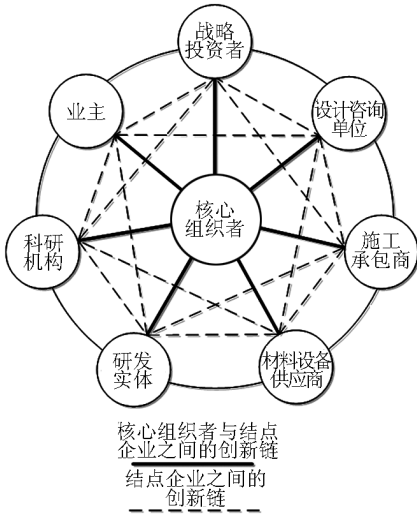 战略
投资者
业主
设计咨询
单位
核心
组织者
科研
机构
施工
承包商
研发
实体
材料设备
供应商
核心组织者与结点
企业之间的创新链
结点企业之间的
创新链